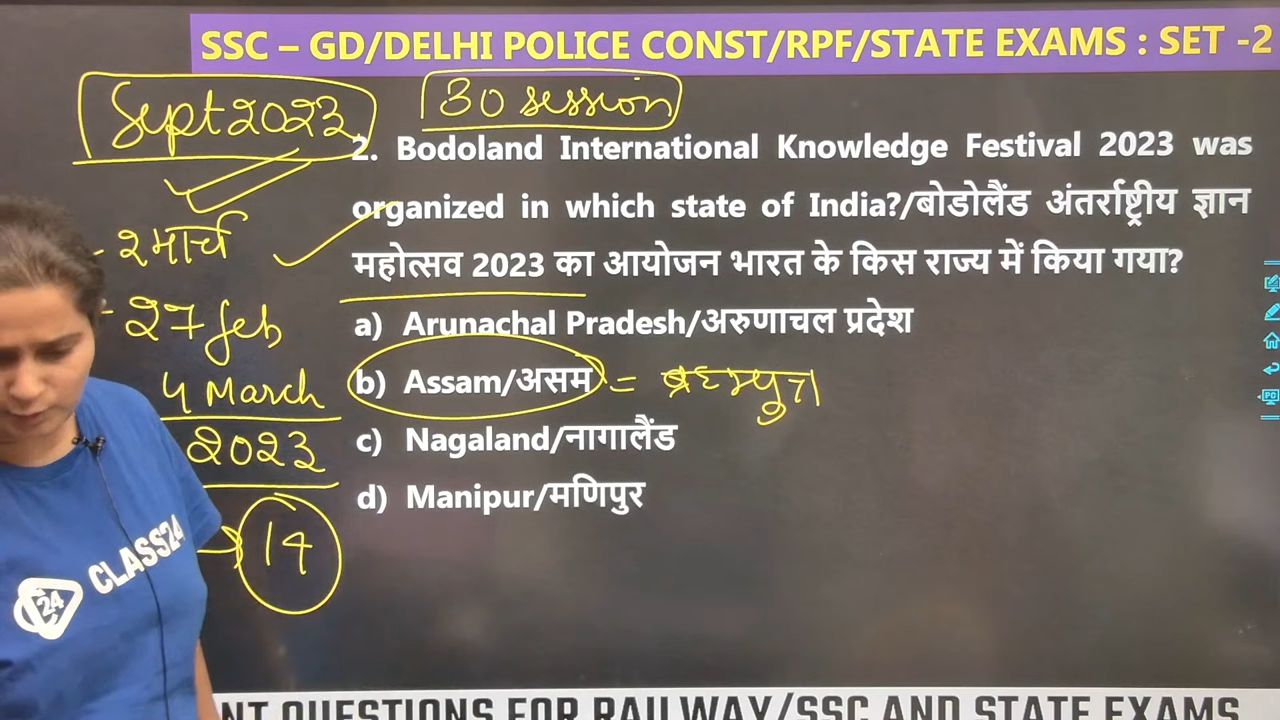 SSC – GD/DELHI POLICE CONST/RPF/STATE EXAMS : SET -2
Sept 2023
30 session
2. Bodoland International Knowledge Festival 2023 was
organized in which state of India?/बोडोलैंड अंतर्राष्ट्रीय ज्ञान
महोत्सव 2023 का आयोजन भारत के किस राज्य में किया गया?
- 2 मार्च
- 27 feb
4 March
2023
14
a) Arunachal Pradesh/अरुणाचल प्रदेश
b) Assam/असम =
c) Nagaland/नागालैंड
d) Manipur/मणिपुर
CLASS24
24
NT QUESTIONS FOR RAILWAY/SSC AND STATE EXAMS